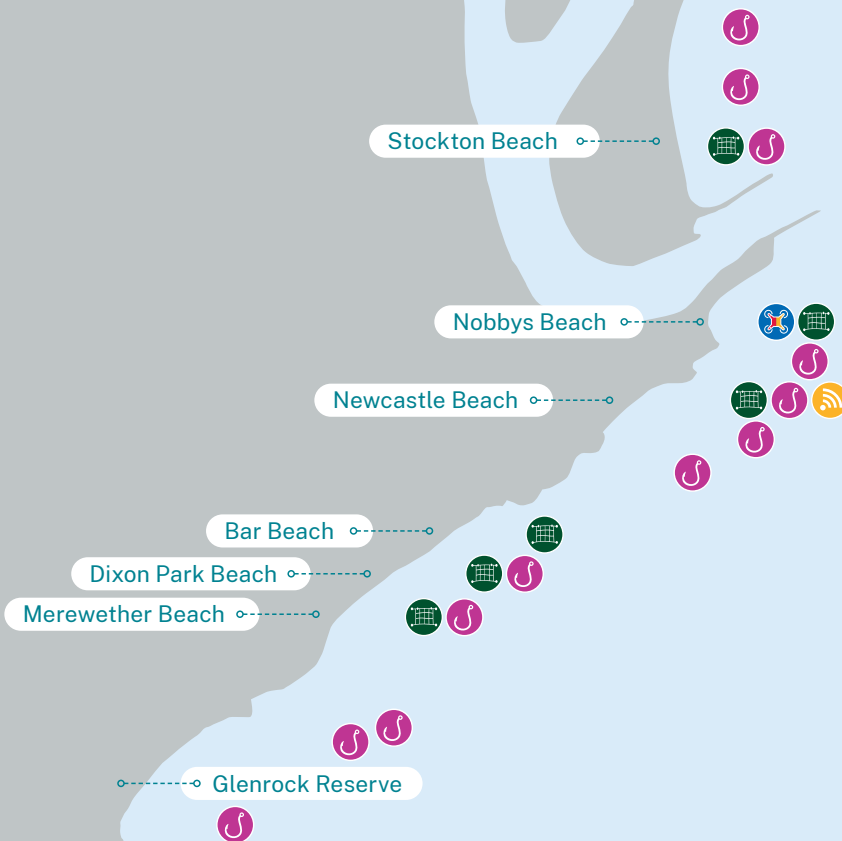 Stockton Beach
Nobbys Beach
Newcastle Beach
Bar Beach
Dixon Park Beach
Merewether Beach
Glenrock Reserve